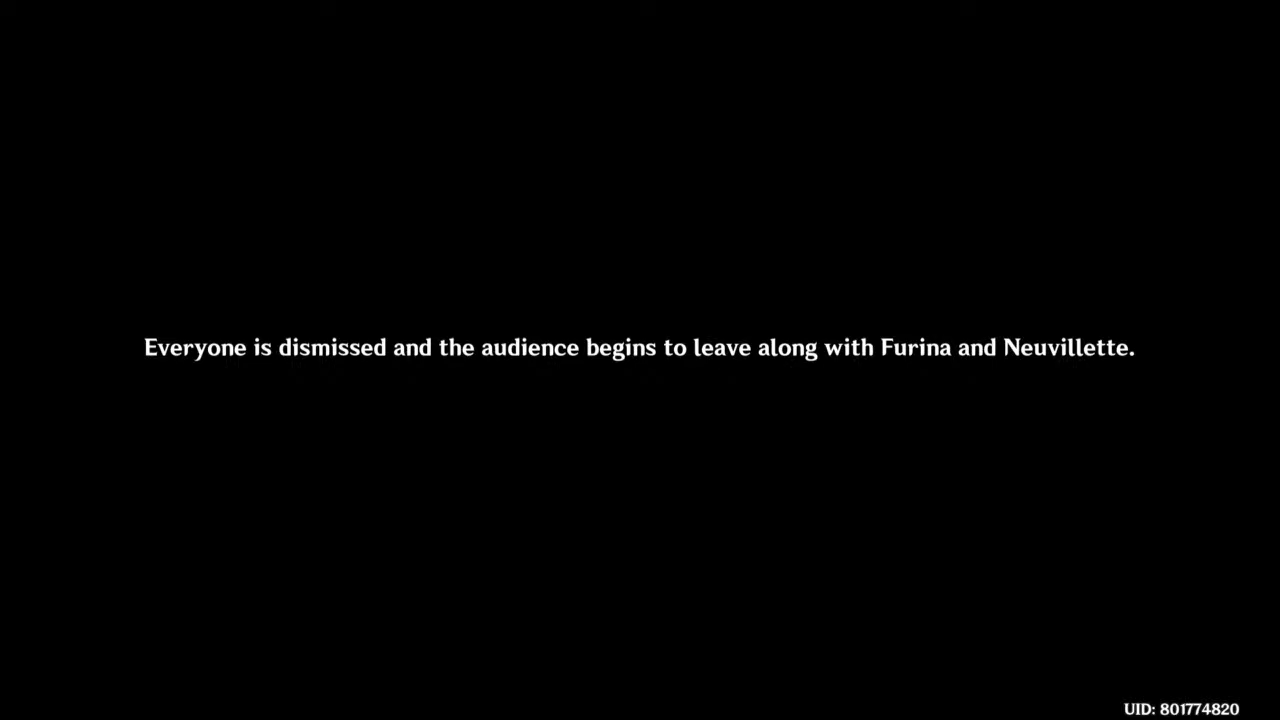 Everyone is dismissed and the audience begins to leave along with Furina and Neuvillette.
UID: 801774820